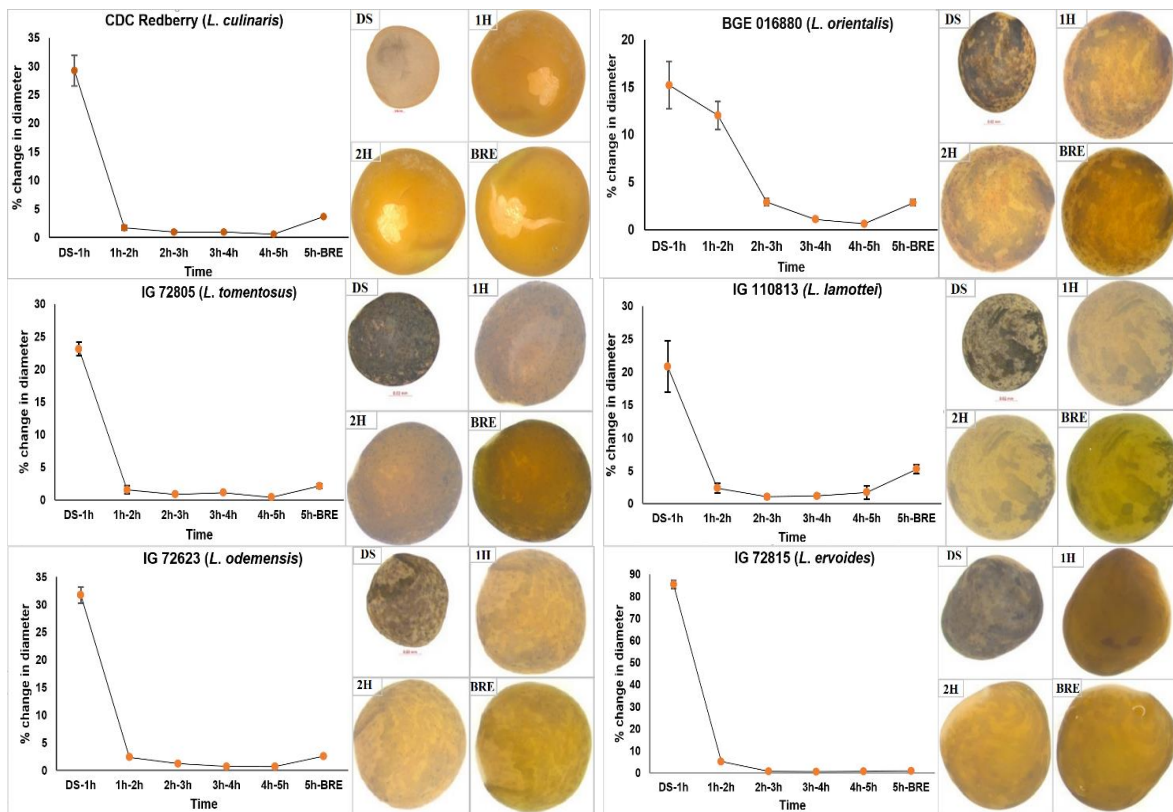 CDC Redberry (L. culinaris)
% change in diameter
35
30
25
20
15
10
5
0
DS-1h 1h-2h 2h-3h 3h-4h 4h-5h 5h-BRE
Time
DS
1H
2H
BRE
BGE 016880 (L. orientalis)
% change in diameter
20
15
10
5
0
DS-1h 1h-2h 2h-3h 3h-4h 4h-5h 5h-BRE
Time
DS
1H
2H
BRE
IG 72805 (L. tomentosus)
% change in diameter
30
25
20
15
10
5
0
DS-1h 1h-2h 2h-3h 3h-4h 4h-5h 5h-BRE
Time
DS
1H
2H
BRE
IG 110813 (L. lamottei)
% change in diameter
30
25
20
15
10
5
0
DS-1h 1h-2h 2h-3h 3h-4h 4h-5h 5h-BRE
Time
DS
1H
2H
BRE
IG 72623 (L. odemensis)
% change in diameter
35
30
25
20
15
10
5
0
DS-1h 1h-2h 2h-3h 3h-4h 4h-5h 5h-BRE
Time
DS
1H
2H
BRE
IG 72815 (L. ervoides)
% change in diameter
90
80
70
60
50
40
30
20
10
0
DS-1h 1h-2h 2h-3h 3h-4h 4h-5h 5h-BRE
Time
DS
1H
2H
BRE